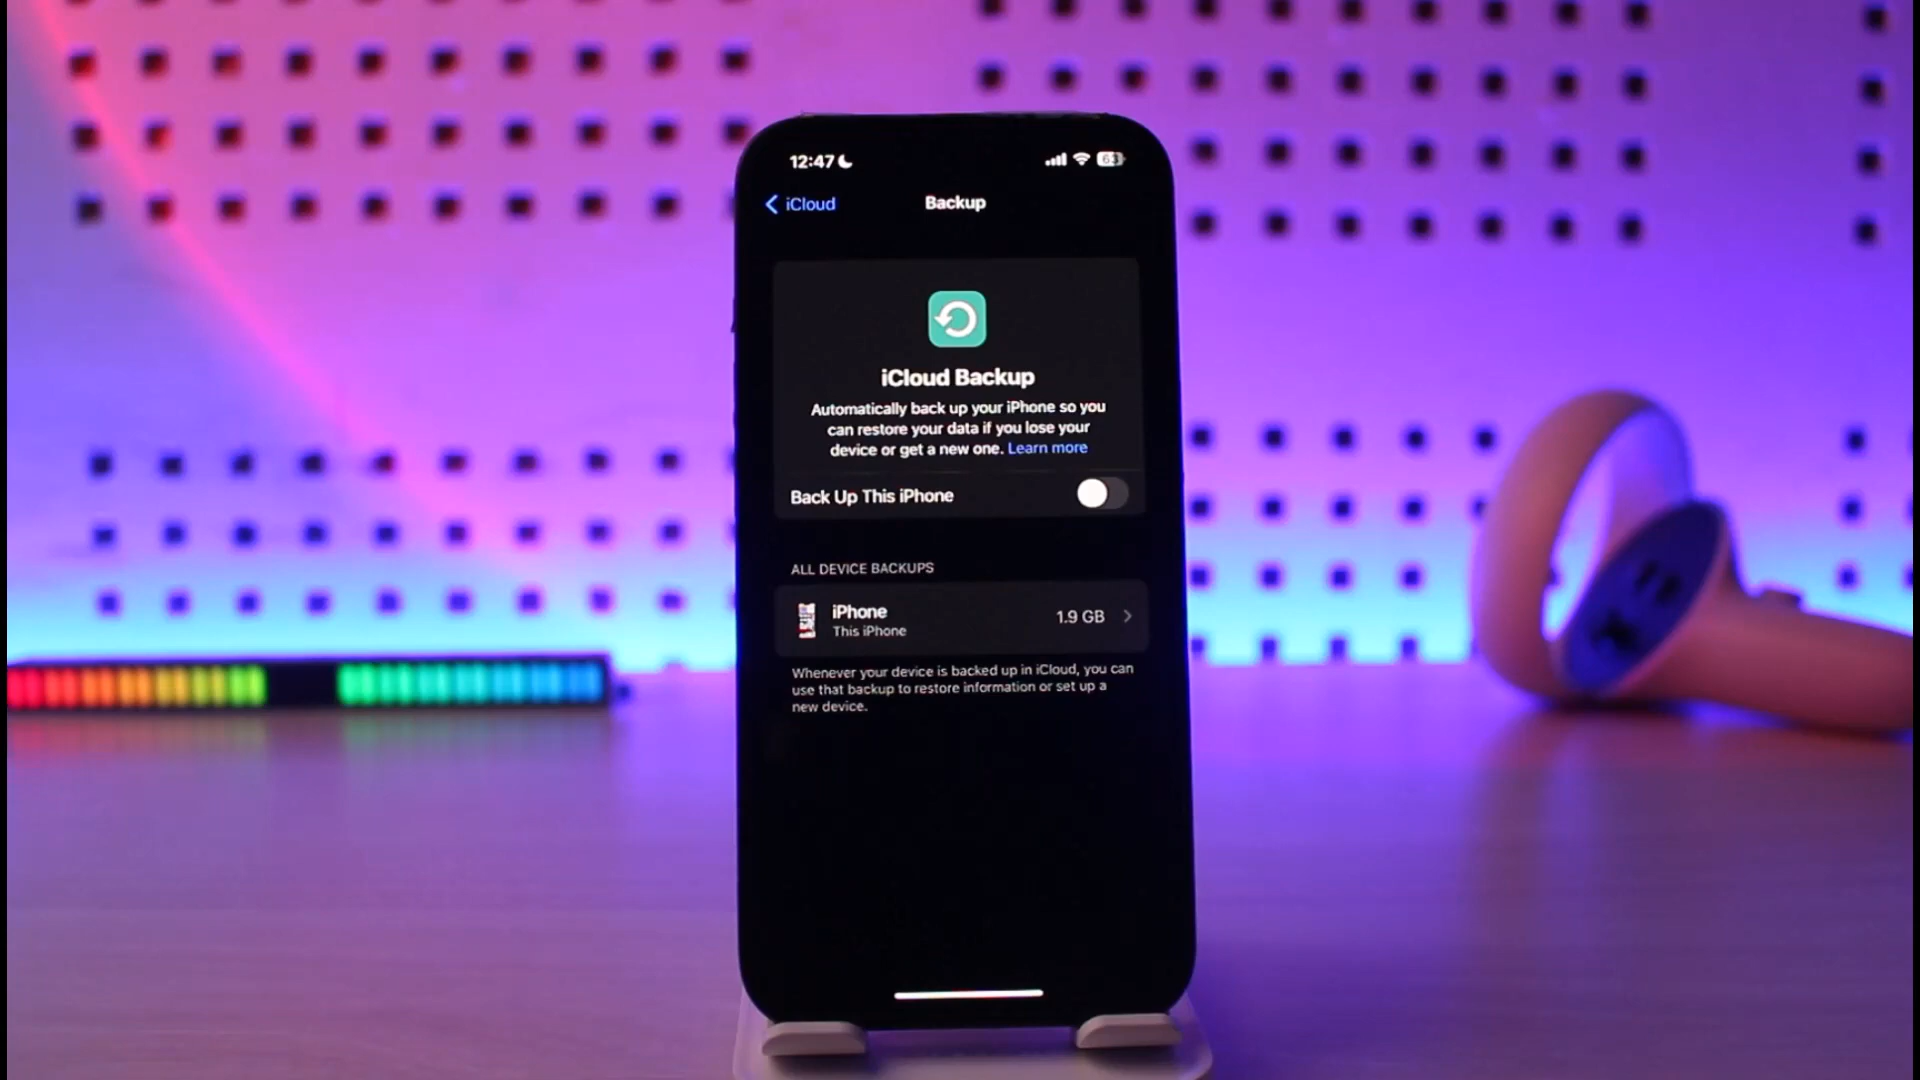 12:47
63
iCloud
Backup
iCloud Backup
Automatically back up your iPhone so you
can restore your data if you lose your
device or get a new one. Learn more
Back Up This iPhone
ALL DEVICE BACKUPS
iPhone
This iPhone
1.9 GB
Whenever your device is backed up in iCloud, you can
use that backup to restore information or set up a
new device.